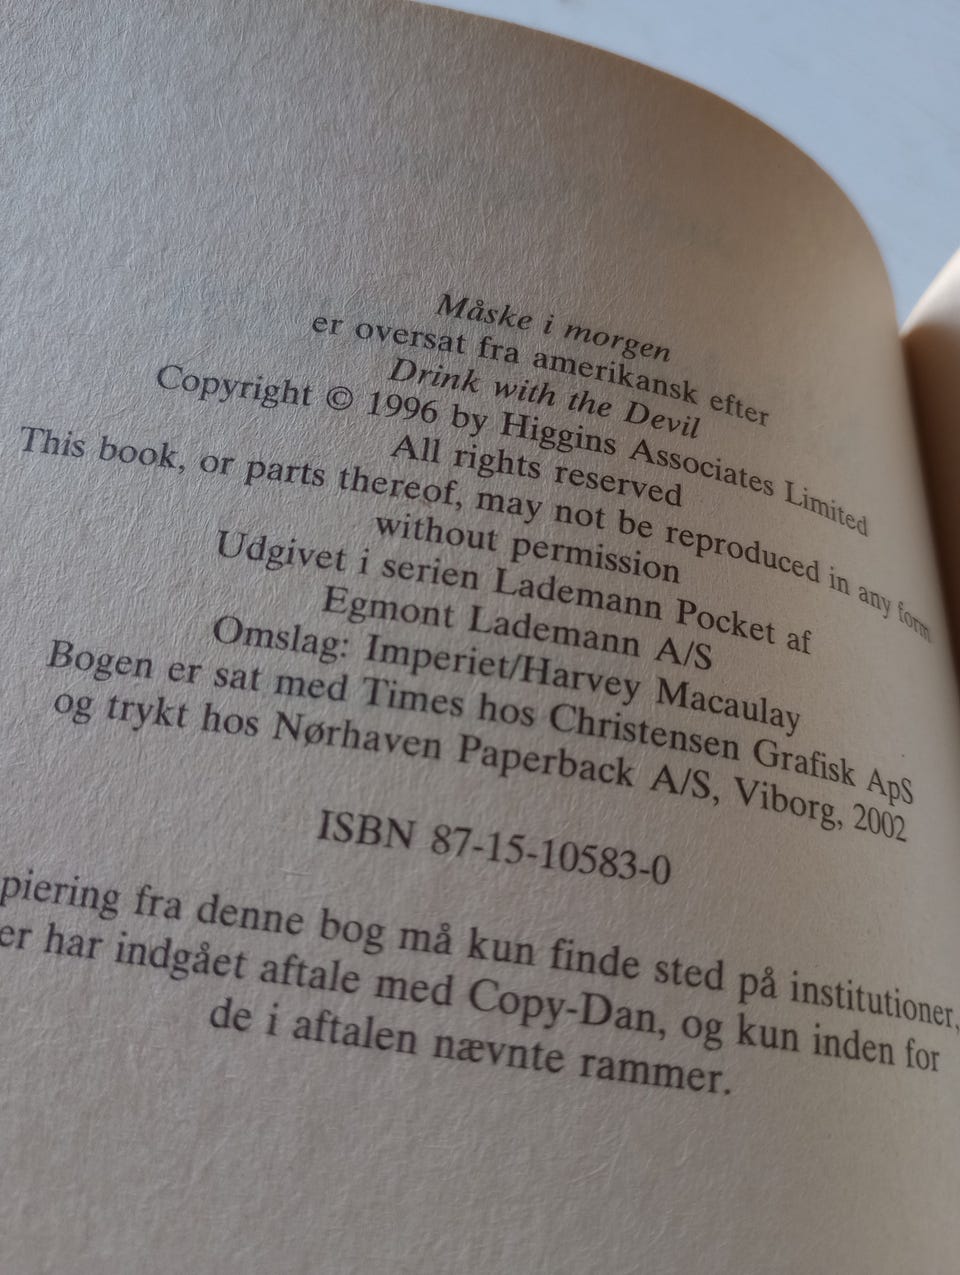 Måske i morgen
er oversat fra amerikansk efter
Drink with the Devil
Copyright © 1996 by Higgins Associates Limited
All rights reserved
This book, or parts thereof, may not be reproduced in any form
without permission
Udgivet i serien Lademann Pocket af
Egmont Lademann A/S
Omslag: Imperiet/Harvey Macaulay
Bogen er sat med Times hos Christensen Grafisk ApS
og trykt hos Nørhaven Paperback A/S, Viborg, 2002
ISBN 87-15-10583-0
piering fra denne bog må kun finde sted på institutioner,
er har indgået aftale med Copy-Dan, og kun inden for
de i aftalen nævnte rammer.